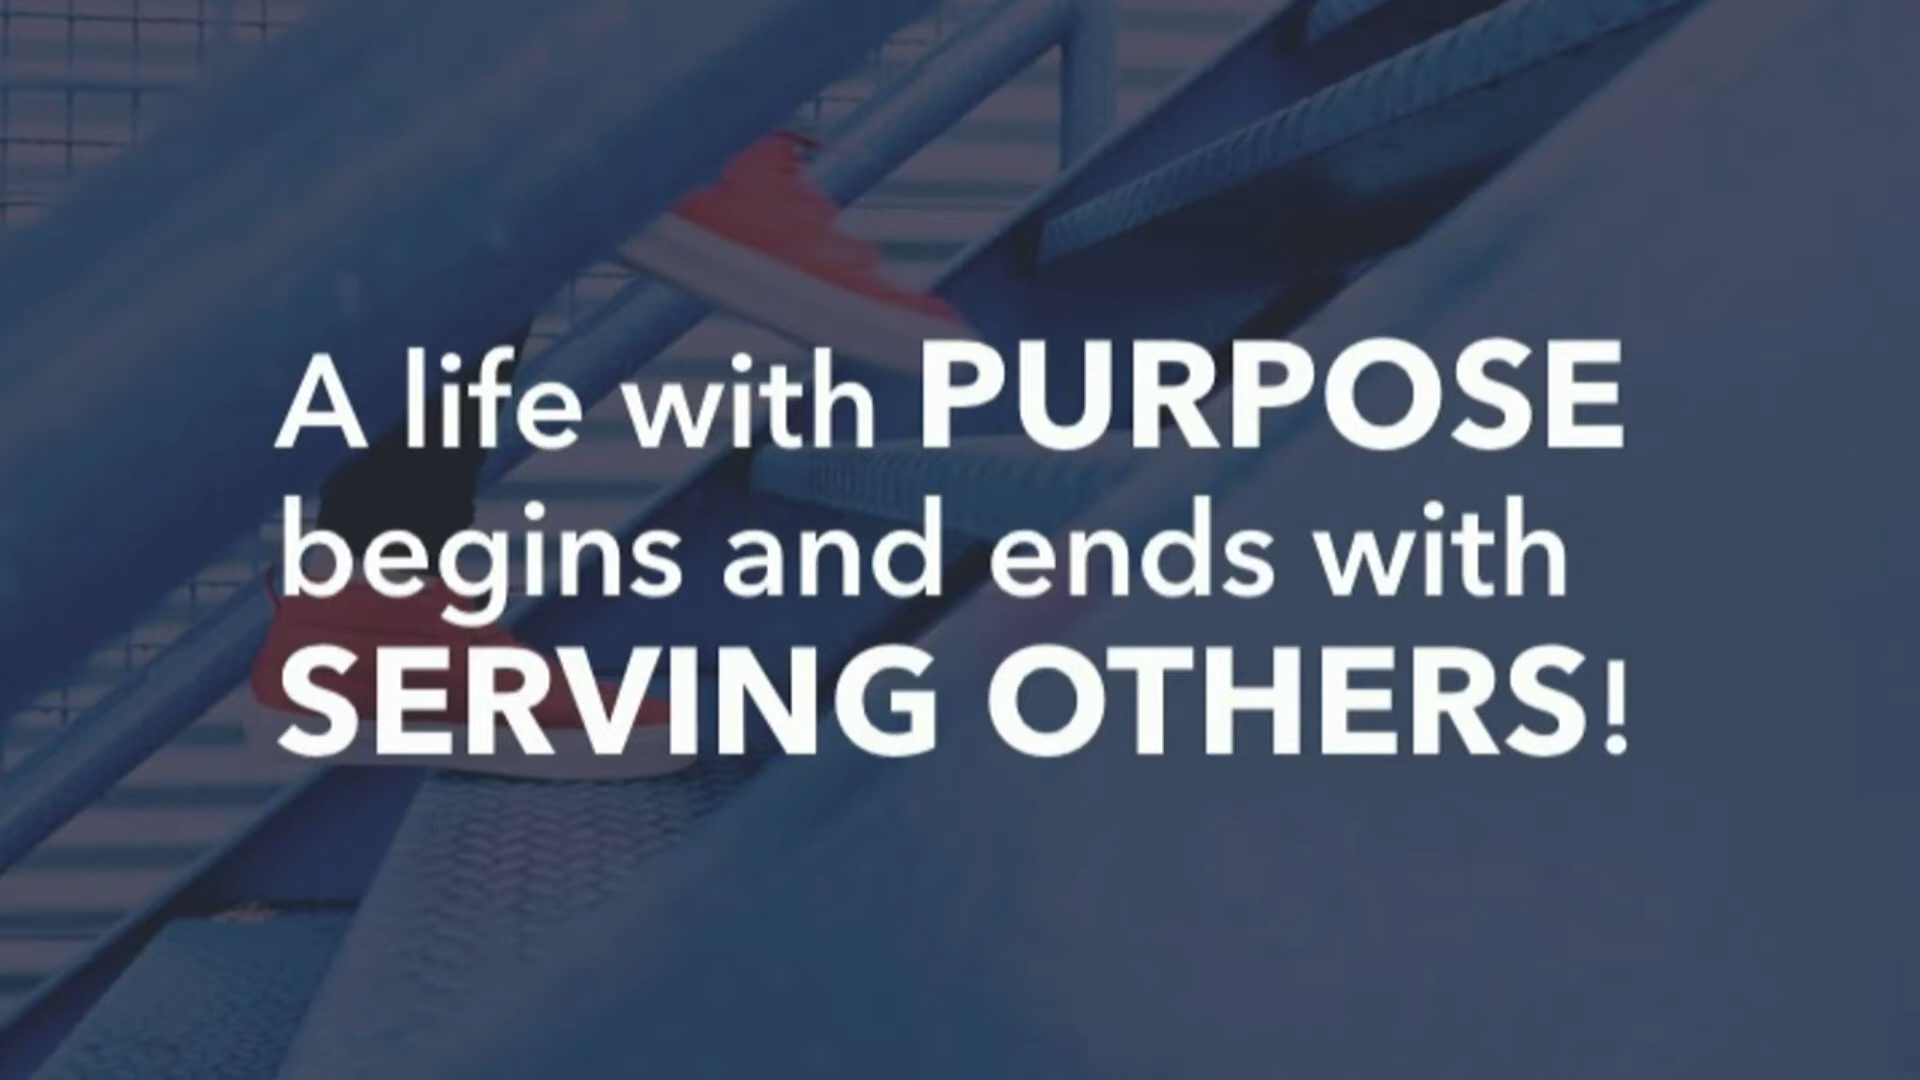 A life with PURPOSE
begins and ends with
SERVING OTHERS!